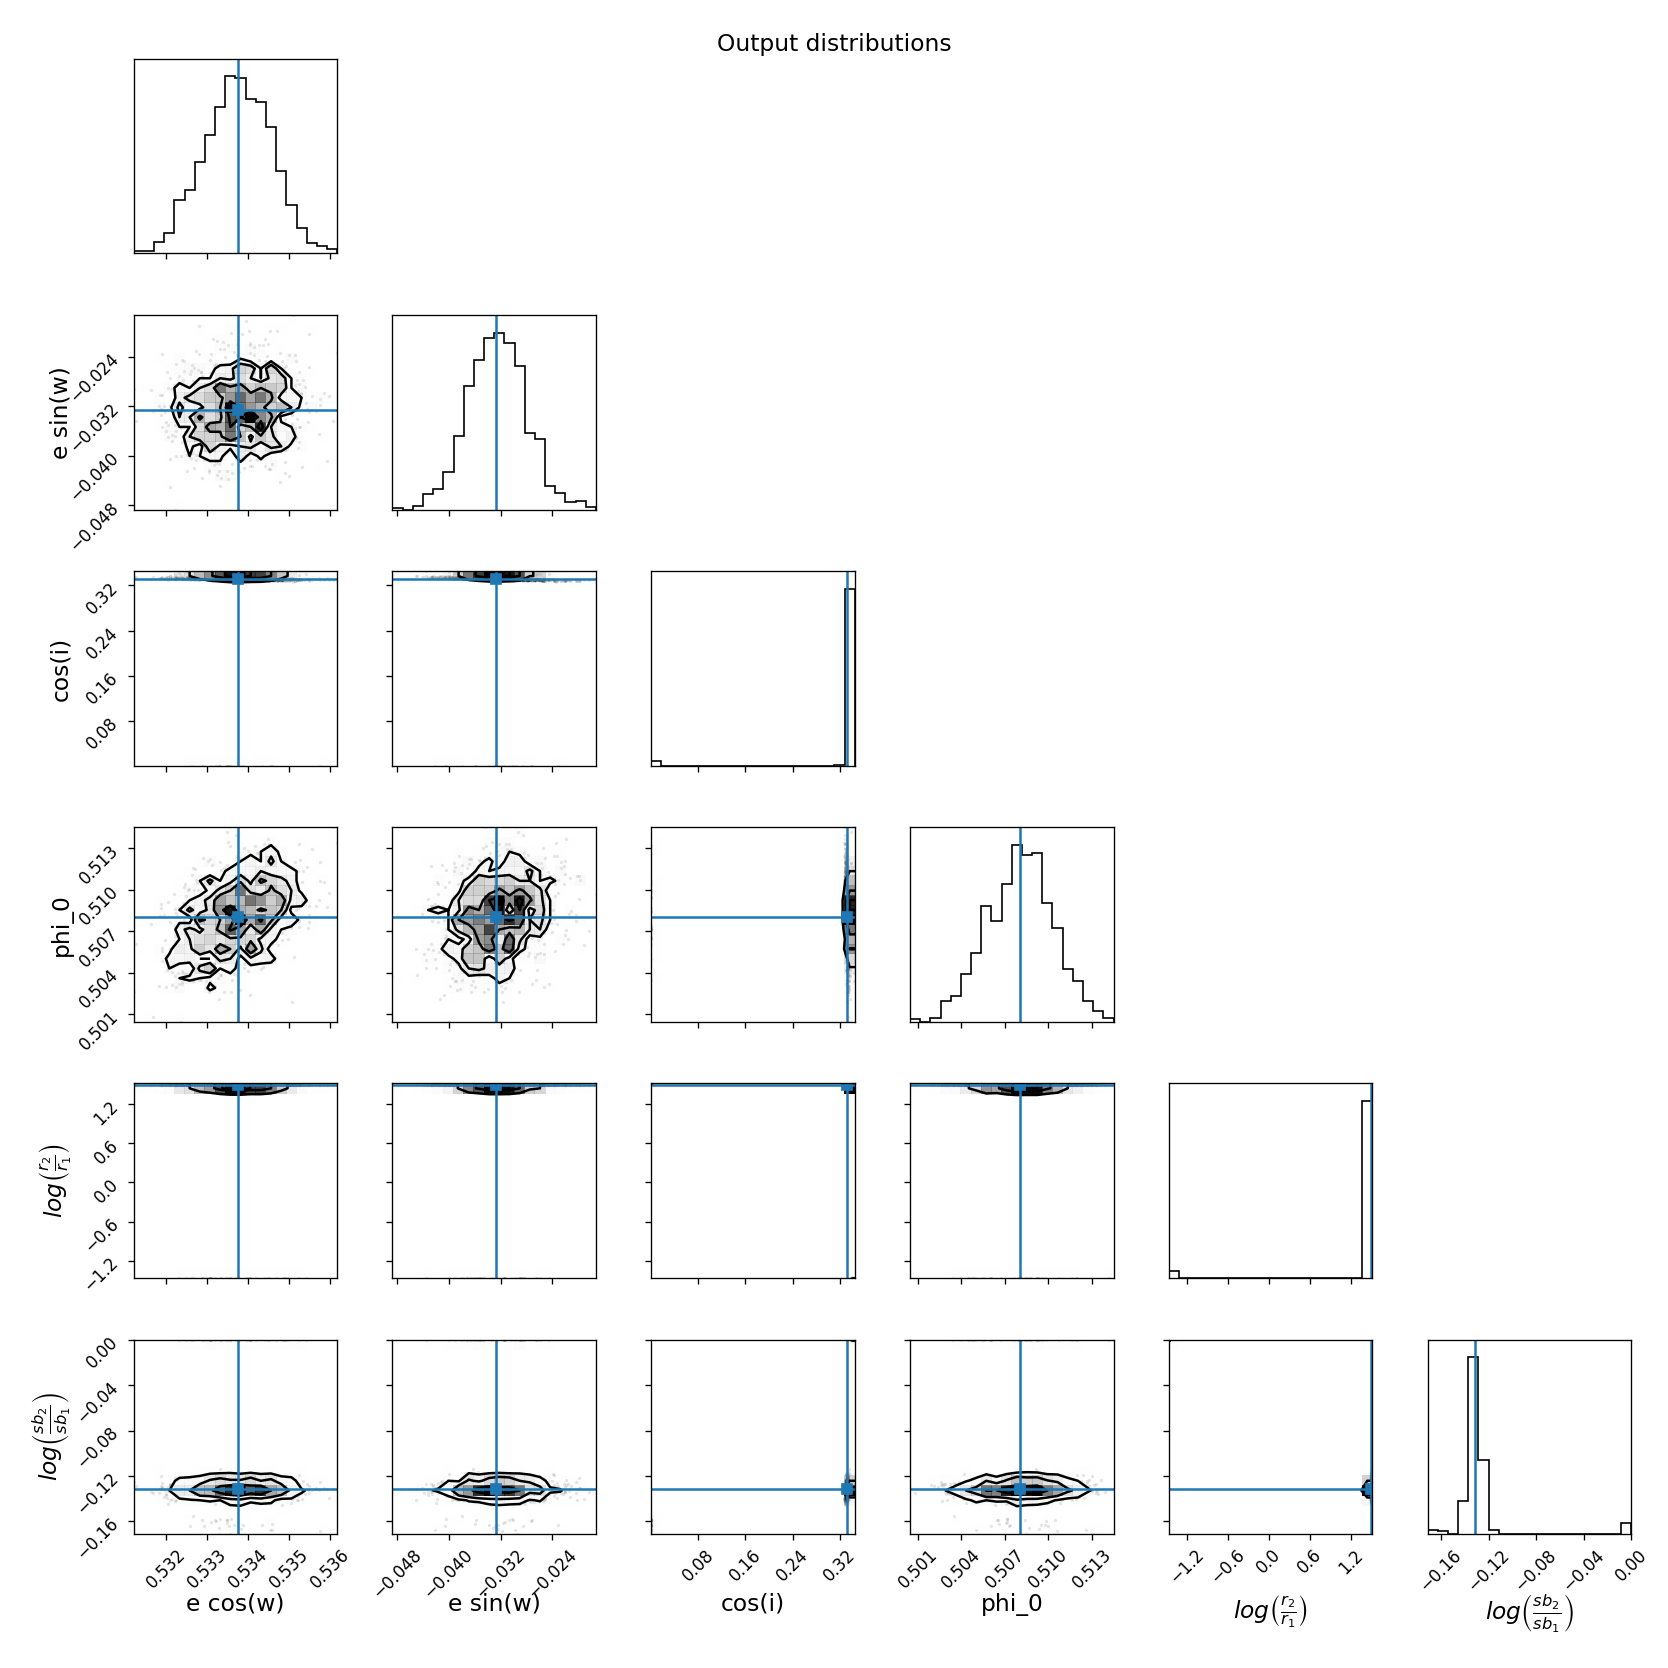 Output distributions
e sin(w)
−0.024
−0.032
−0.040
−0.048
cos(i)
0.32
0.24
0.16
0.08
phi_0
0.513
0.510
0.507
0.504
0.501
log(r₂/r₁)
1.2
0.6
0.0
−0.6
−1.2
log(sb₂/sb₁)
0.00
−0.04
−0.08
−0.12
−0.16
0.532 0.533 0.534 0.535 0.536
−0.048 −0.040 −0.032 −0.024
0.08 0.16 0.24 0.32
0.501 0.504 0.507 0.510 0.513
−1.2 −0.6 0.0 0.6 1.2
−0.16 −0.12 −0.08 −0.04 0.00
e cos(w) e sin(w) cos(i) phi_0 log(r₂/r₁) log(sb₂/sb₁)